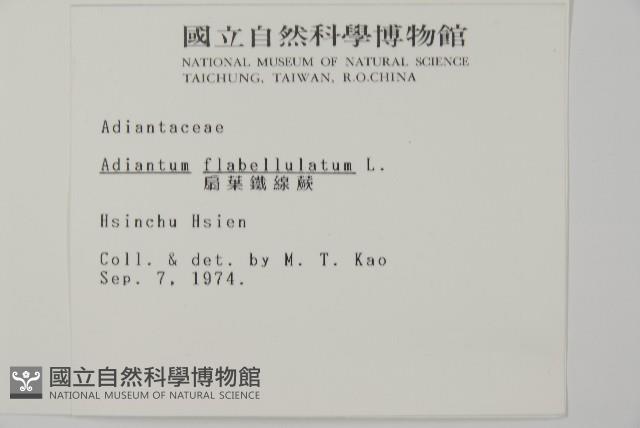 國立自然科學博物館
NATIONAL MUSEUM OF NATURAL SCIENCE
TAICHUNG, TAIWAN, R.O.CHINA
Adiantaceae
Adiantum flabellulatum L.
扇葉鐵線蕨
Hsinchu Hsien
Coll. & det. by M. T. Kao
Sep. 7, 1974.
國立自然科學博物館
NATIONAL MUSEUM OF NATURAL SCIENCE